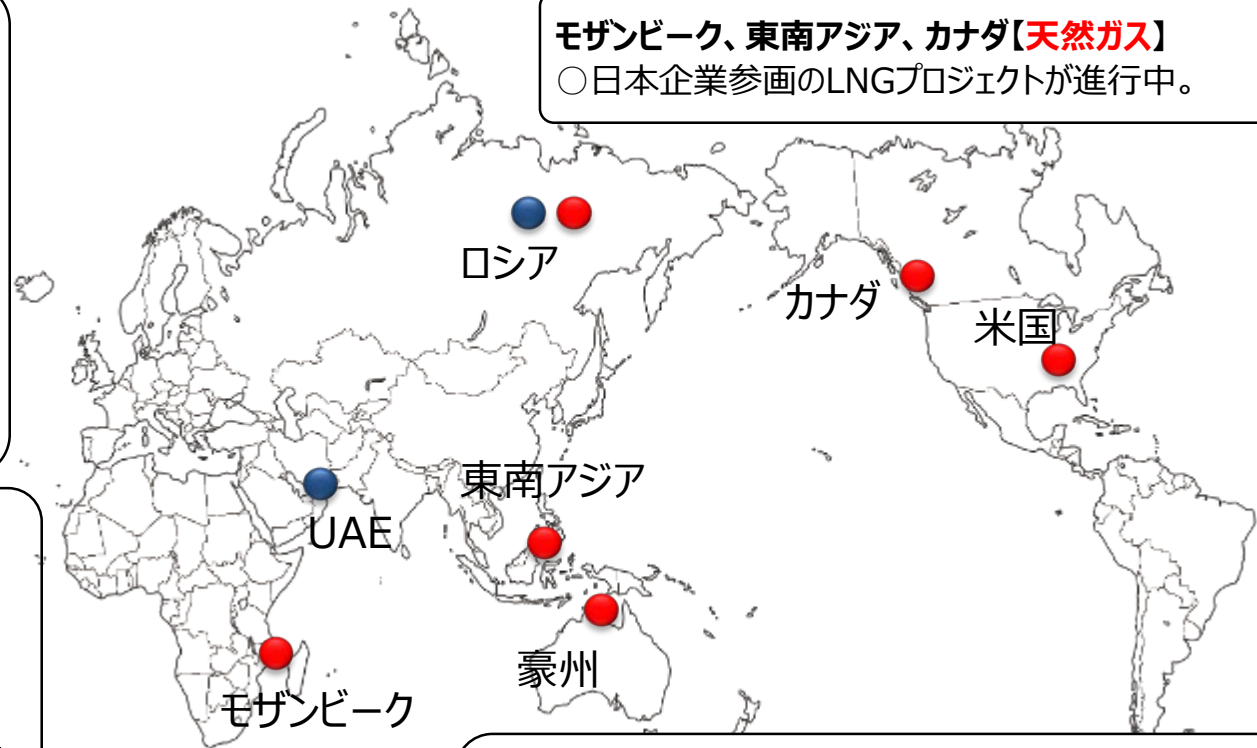 モザンビーク、東南アジア、カナダ【天然ガス】
○日本企業参画のLNGプロジェクトが進行中。
ロシア
カナダ
米国
東南アジア
UAE
豪州
モザンビーク